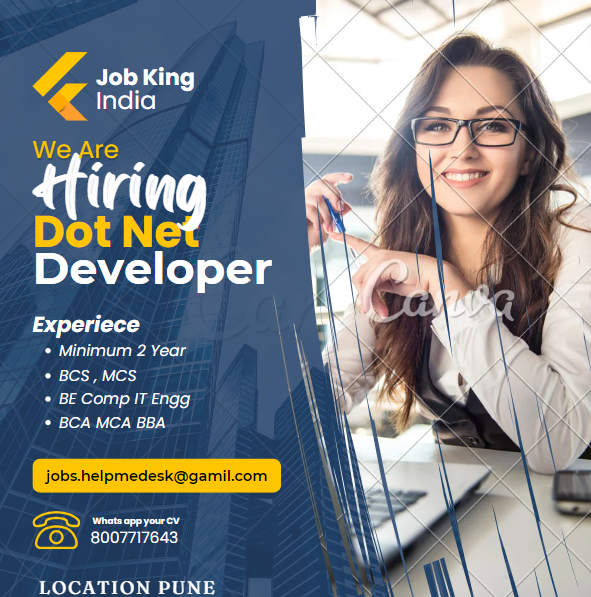 Job King
India
We Are
Hiring
Dot Net
Developer
Experiece
• Minimum 2 Year
• BCS , MCS
• BE Comp IT Engg
• BCA MCA BBA
jobs.helpmedesk@gamil.com
Whats app your CV
8007717643
LOCATION PUNE
Canva